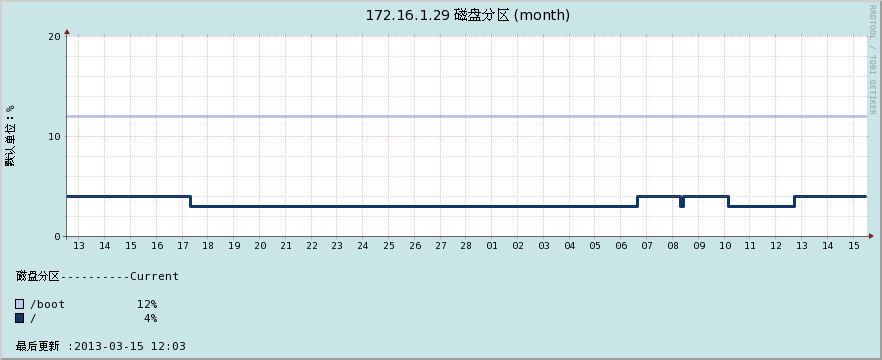 172.16.1.29 磁盘分区 (month)
RRDTOOL / TOBI OETIKER
默认单位: %
20
10
0
13 14 15 16 17 18 19 20 21 22 23 24 25 26 27 28 01 02 03 04 05 06 07 08 09 10 11 12 13 14 15
磁盘分区----------Current
/boot 12%
/ 4%
最后更新 :2013-03-15 12:03